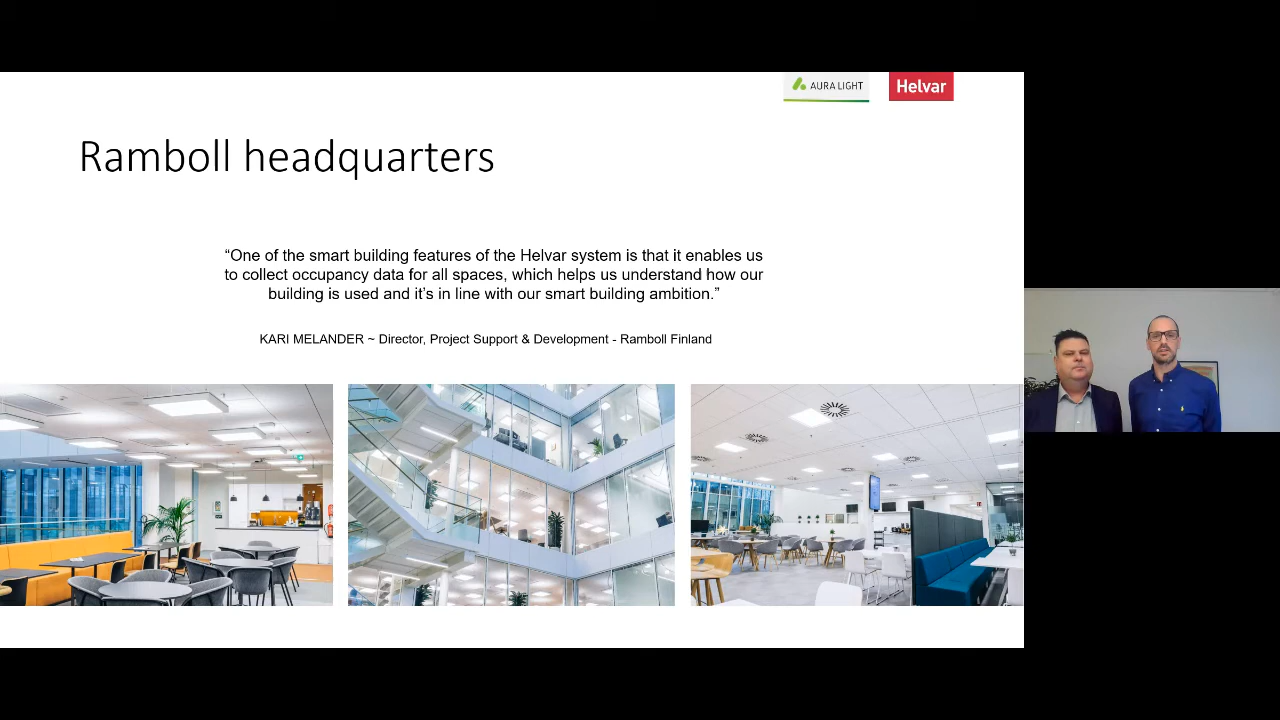 AURA LIGHT
Helvar
Ramboll headquarters
“One of the smart building features of the Helvar system is that it enables us
to collect occupancy data for all spaces, which helps us understand how our
building is used and it’s in line with our smart building ambition.”
KARI MELANDER ~ Director, Project Support & Development - Ramboll Finland